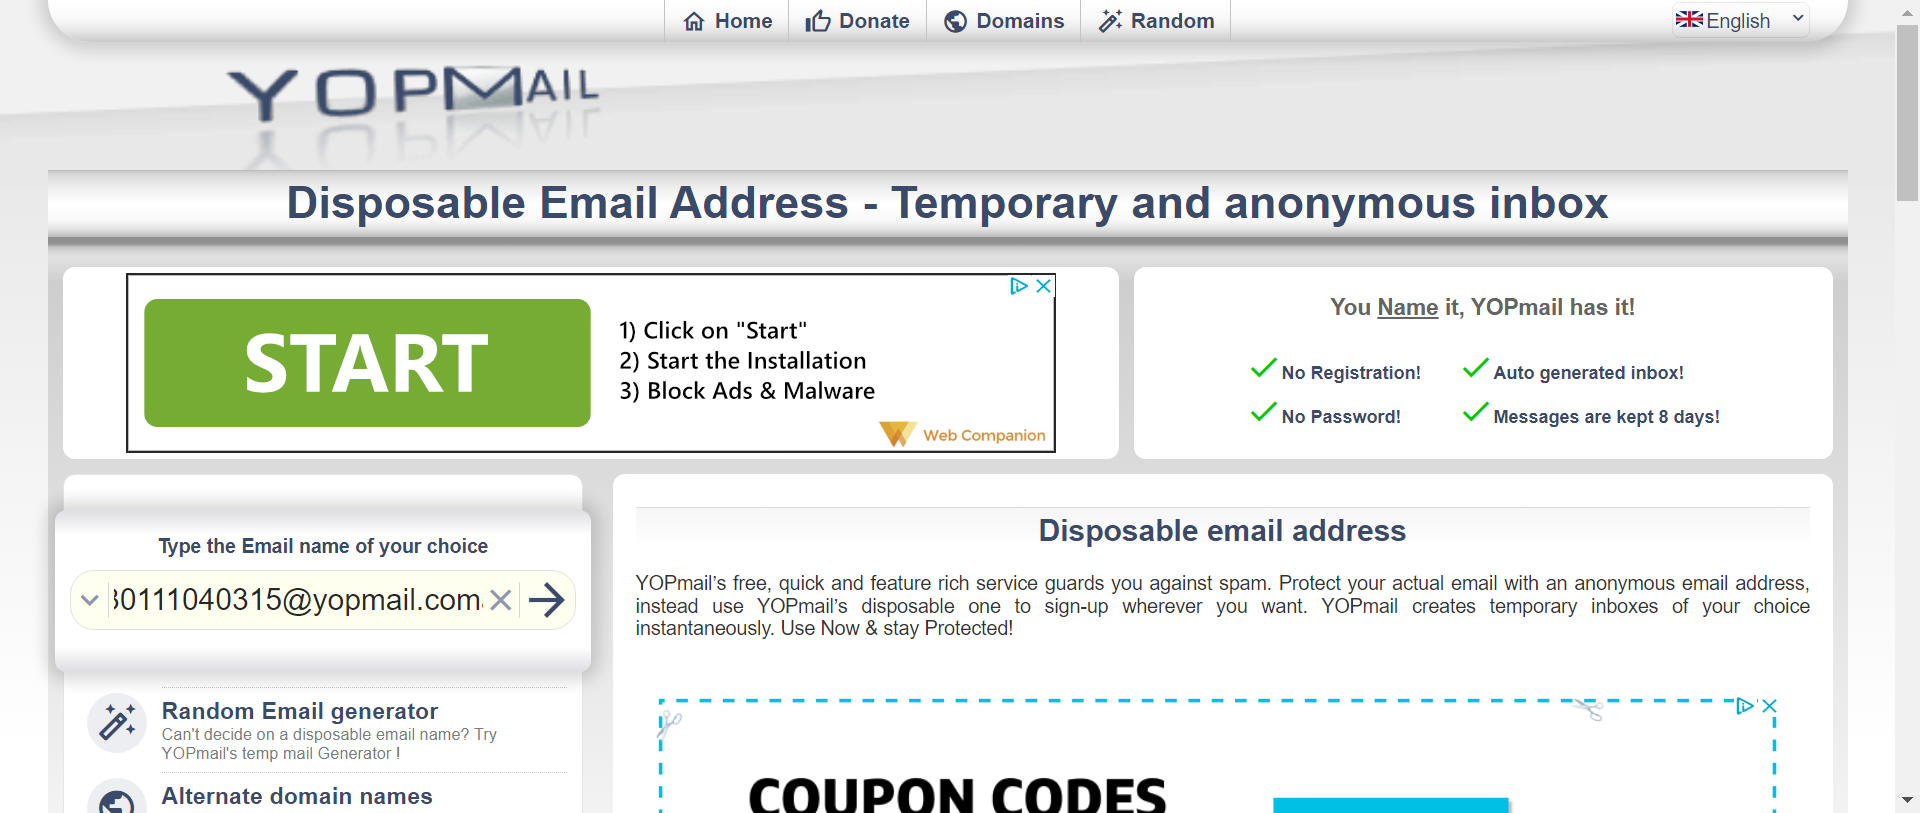 Home
Donate
Domains
Random
English
YOPMAIL
Disposable Email Address - Temporary and anonymous inbox
START
1) Click on "Start"
2) Start the Installation
3) Block Ads & Malware
Web Companion
You Name it, YOPmail has it!
No Registration!
Auto generated inbox!
No Password!
Messages are kept 8 days!
Type the Email name of your choice
30111040315@yopmail.com
Random Email generator
Can't decide on a disposable email name? Try
YOPmail's temp mail Generator !
Alternate domain names
Disposable email address
YOPmail’s free, quick and feature rich service guards you against spam. Protect your actual email with an anonymous email address,
instead use YOPmail’s disposable one to sign-up wherever you want. YOPmail creates temporary inboxes of your choice
instantaneously. Use Now & stay Protected!
COUPON CODES